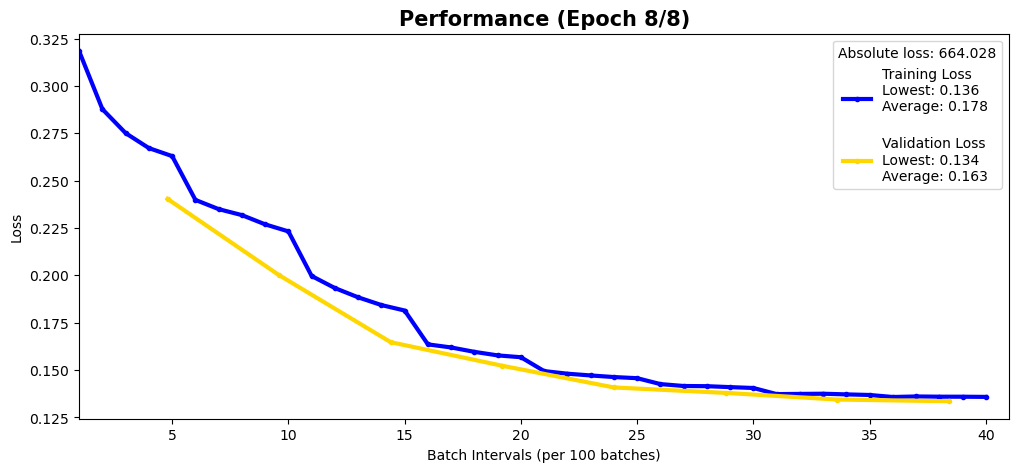 Performance (Epoch 8/8)
Absolute loss: 664.028
Training Loss
Lowest: 0.136
Average: 0.178
Validation Loss
Lowest: 0.134
Average: 0.163
Loss
0.325
0.300
0.275
0.250
0.225
0.200
0.175
0.150
0.125
5 10 15 20 25 30 35 40
Batch Intervals (per 100 batches)